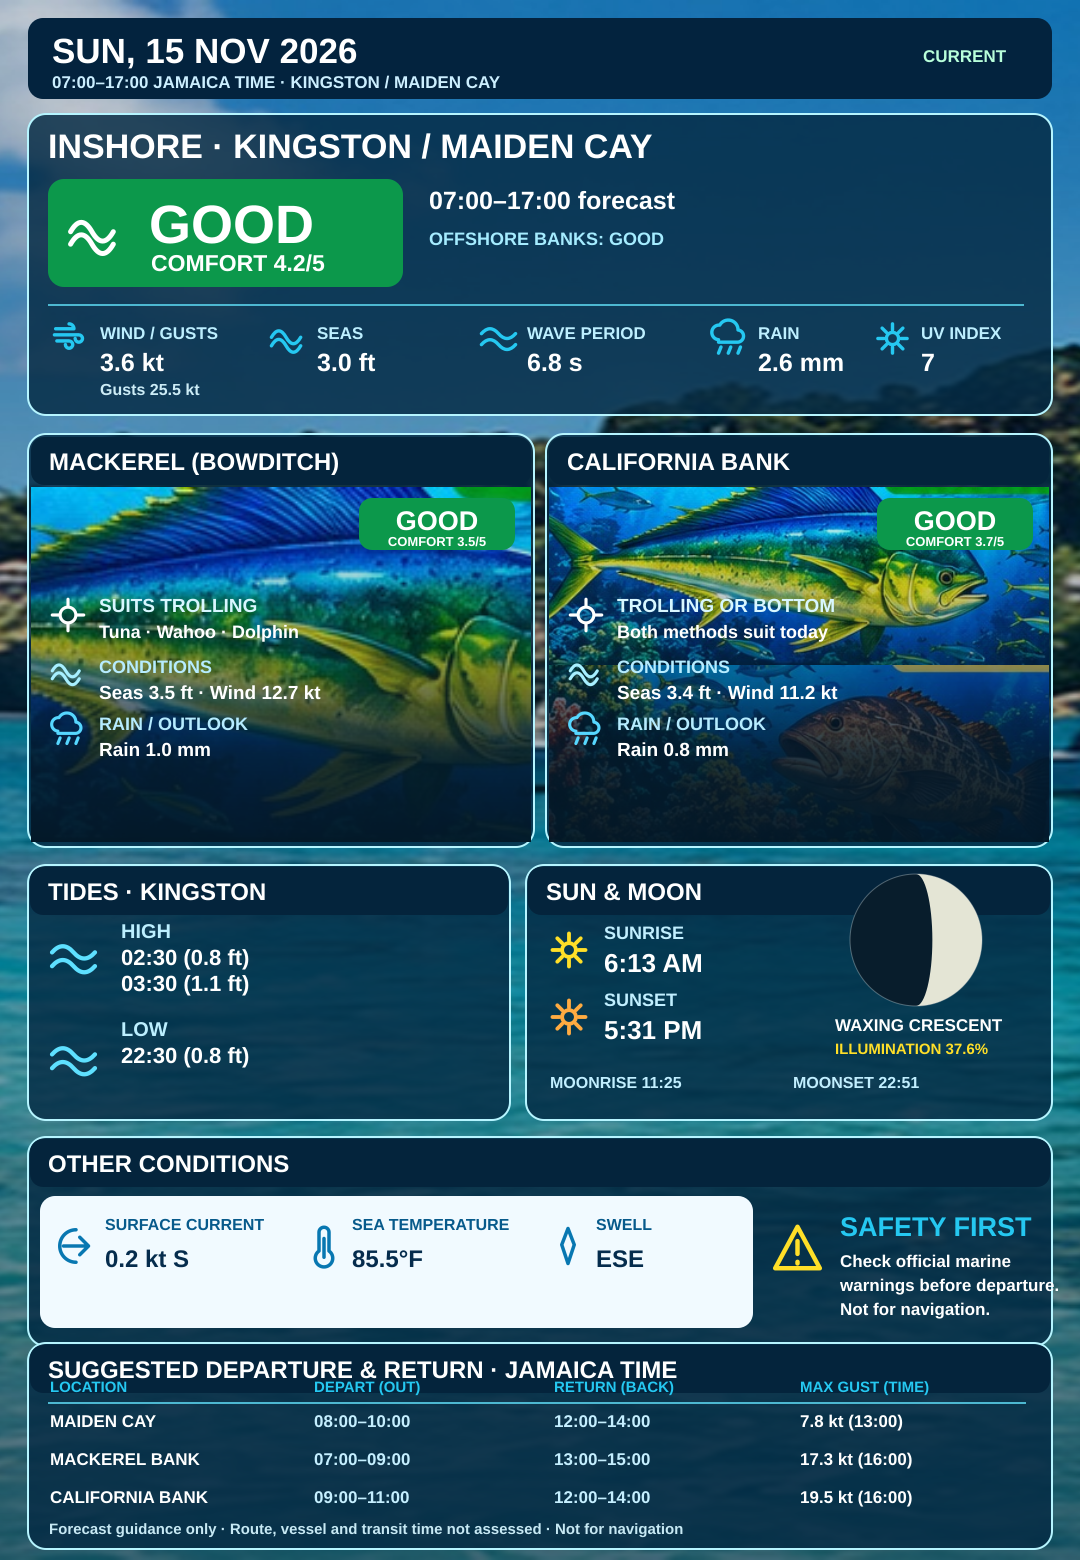 SUN, 15 NOV 2026
07:00–17:00 JAMAICA TIME · KINGSTON / MAIDEN CAY
CURRENT
INSHORE · KINGSTON / MAIDEN CAY
GOOD
COMFORT 4.2/5
07:00–17:00 forecast
OFFSHORE BANKS: GOOD
WIND / GUSTS
3.6 kt
Gusts 25.5 kt
SEAS
3.0 ft
WAVE PERIOD
6.8 s
RAIN
2.6 mm
UV INDEX
7
MACKEREL (BOWDITCH)
GOOD
COMFORT 3.5/5
SUITS TROLLING
Tuna · Wahoo · Dolphin
CONDITIONS
Seas 3.5 ft · Wind 12.7 kt
RAIN / OUTLOOK
Rain 1.0 mm
CALIFORNIA BANK
GOOD
COMFORT 3.7/5
TROLLING OR BOTTOM
Both methods suit today
CONDITIONS
Seas 3.4 ft · Wind 11.2 kt
RAIN / OUTLOOK
Rain 0.8 mm
TIDES · KINGSTON
HIGH
02:30 (0.8 ft)
03:30 (1.1 ft)
LOW
22:30 (0.8 ft)
SUN & MOON
SUNRISE
6:13 AM
SUNSET
5:31 PM
WAXING CRESCENT
ILLUMINATION 37.6%
MOONRISE 11:25
MOONSET 22:51
OTHER CONDITIONS
SURFACE CURRENT
0.2 kt S
SEA TEMPERATURE
85.5°F
SWELL
ESE
SAFETY FIRST
Check official marine
warnings before departure.
Not for navigation.
SUGGESTED DEPARTURE & RETURN · JAMAICA TIME
LOCATION DEPART (OUT) RETURN (BACK) MAX GUST (TIME)
MAIDEN CAY 08:00–10:00 12:00–14:00 7.8 kt (13:00)
MACKEREL BANK 07:00–09:00 13:00–15:00 17.3 kt (16:00)
CALIFORNIA BANK 09:00–11:00 12:00–14:00 19.5 kt (16:00)
Forecast guidance only · Route, vessel and transit time not assessed · Not for navigation